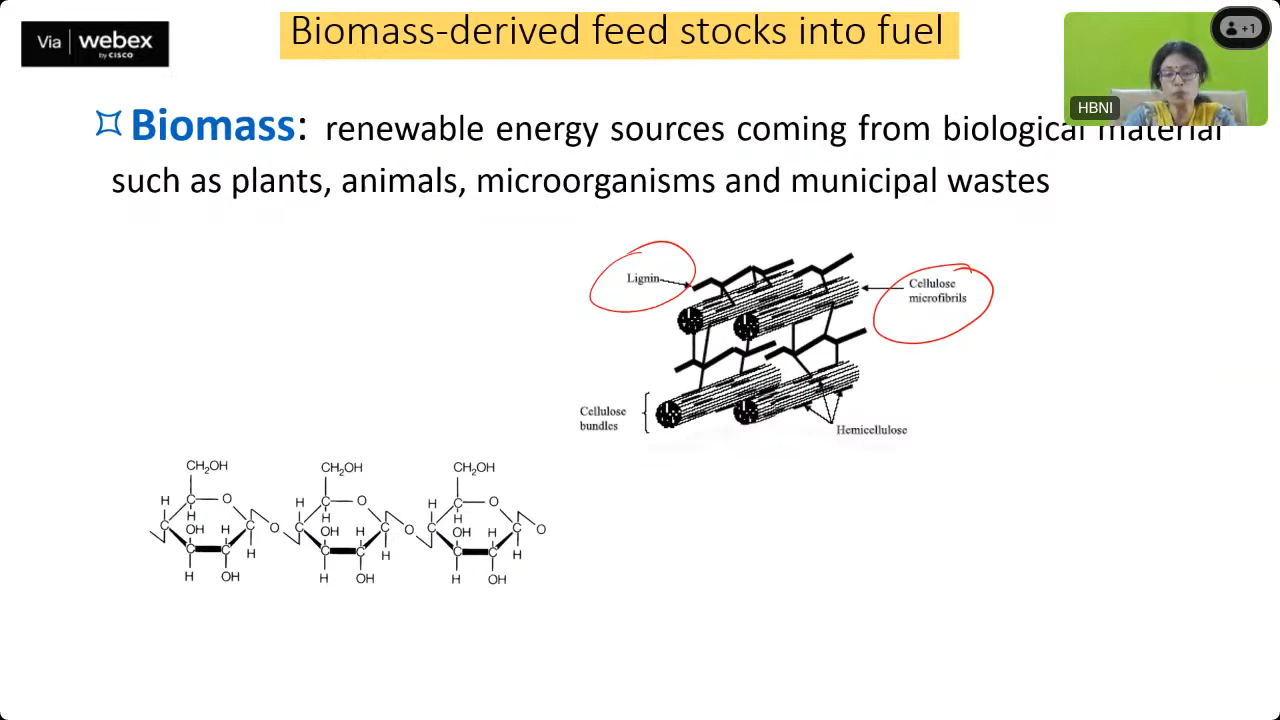 Via webex
by CISCO
Biomass-derived feed stocks into fuel
+1
HBNI
Biomass: renewable energy sources coming from biological material
such as plants, animals, microorganisms and municipal wastes
Lignin
Cellulose
microfibrils
Cellulose
bundles
Hemicellulose
CH2OH CH2OH CH2OH
H C O H C O H C O
H H H
C OH H C O C OH H C O C OH H C O
C C H C C H C C H
H OH H OH H OH